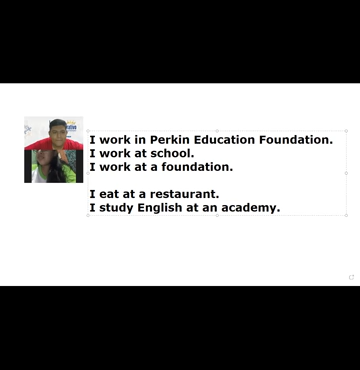 I work in Perkin Education Foundation.
I work at school.
I work at a foundation.
I eat at a restaurant.
I study English at an academy.